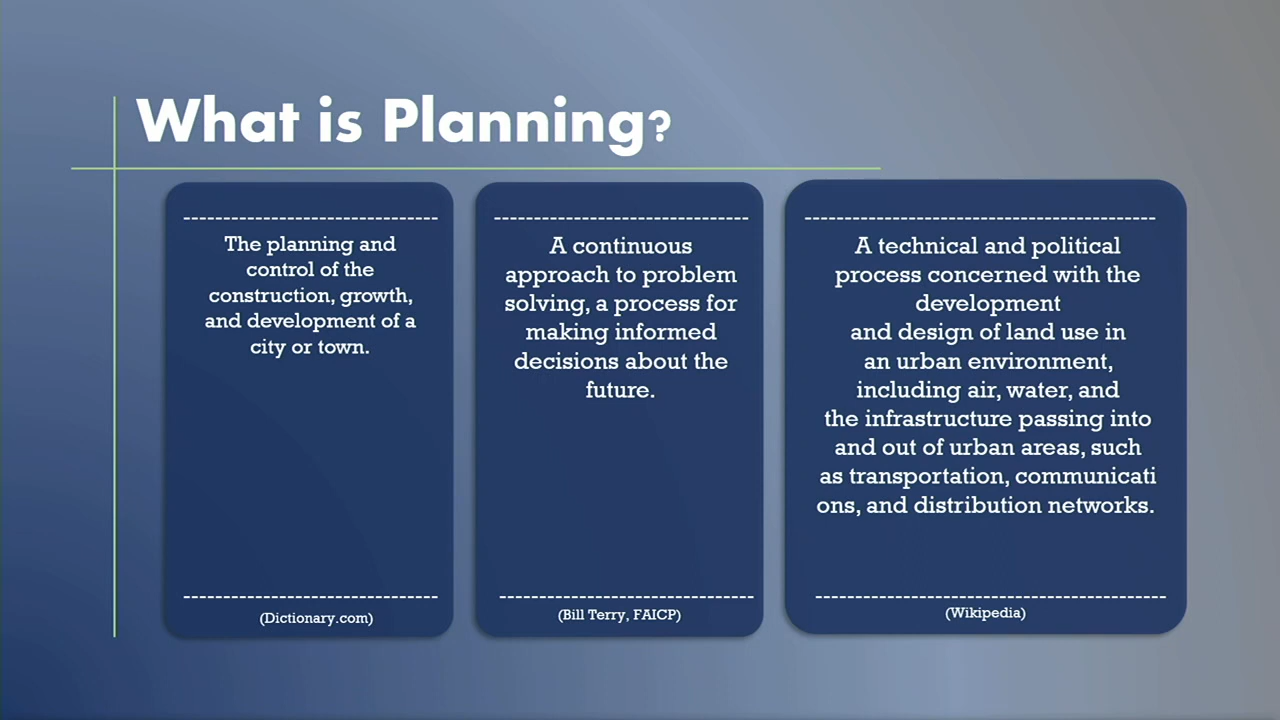 What is Planning?
--------------------------------
The planning and
control of the
construction, growth,
and development of a
city or town.
--------------------------------
(Dictionary.com)
--------------------------------
A continuous
approach to problem
solving, a process for
making informed
decisions about the
future.
--------------------------------
(Bill Terry, FAICP)
--------------------------------------------
A technical and political
process concerned with the
development
and design of land use in
an urban environment,
including air, water, and
the infrastructure passing into
and out of urban areas, such
as transportation, communicati
ons, and distribution networks.
--------------------------------------------
(Wikipedia)